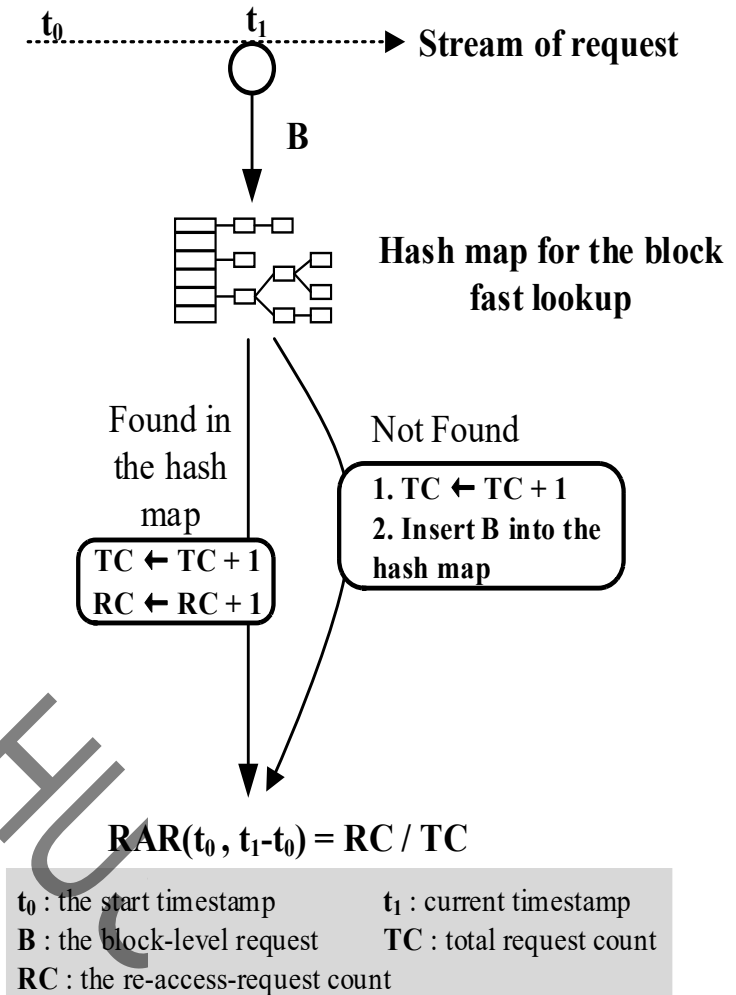 t₀ t₁
Stream of request
B
Hash map for the block
fast lookup
Found in
the hash
map
Not Found
1. TC ← TC + 1
2. Insert B into the
hash map
TC ← TC + 1
RC ← RC + 1
RAR(t₀ , t₁-t₀) = RC / TC
t₀ : the start timestamp t₁ : current timestamp
B : the block-level request TC : total request count
RC : the re-access-request count